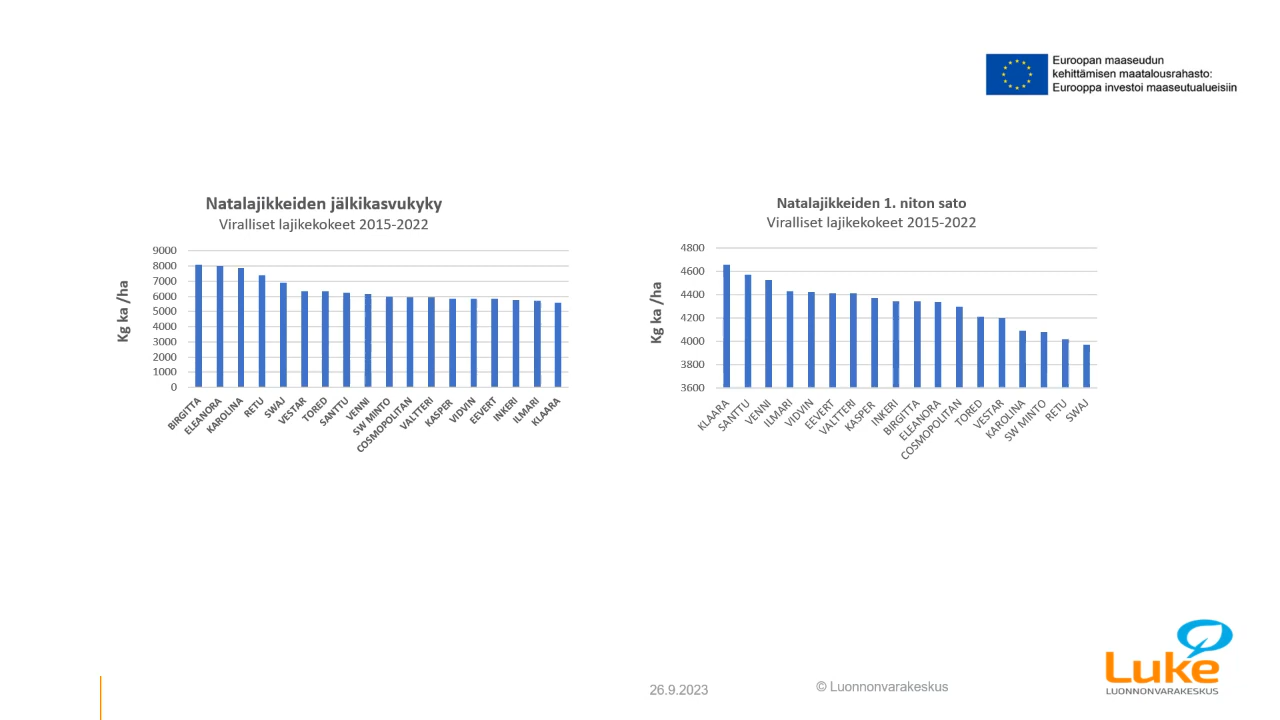 Euroopan maaseudun
kehittämisen maatalousrahasto:
Eurooppa investoi maaseutualueisiin
Natalajikkeiden jälkikasvukyky
Viralliset lajikekokeet 2015-2022
Kg ka /ha
9000
8000
7000
6000
5000
4000
3000
2000
1000
0
BIRGITTA
ELEANORA
KAROLINA
RETU
SWAJ
VESTAR
TORED
SANTTU
VENNI
SW MINTO
COSMOPOLITAN
VALTTERI
KASPER
VIDVIN
EEVERT
INKERI
ILMARI
KLAARA
Natalajikkeiden 1. niton sato
Viralliset lajikekokeet 2015-2022
Kg ka /ha
4800
4600
4400
4200
4000
3800
3600
KLAARA
SANTTU
VENNI
ILMARI
VIDVIN
EEVERT
VALTTERI
KASPER
INKERI
BIRGITTA
ELEANORA
COSMOPOLITAN
TORED
VESTAR
KAROLINA
SW MINTO
RETU
SWAJ
26.9.2023
© Luonnonvarakeskus
Luke
LUONNONVARAKESKUS